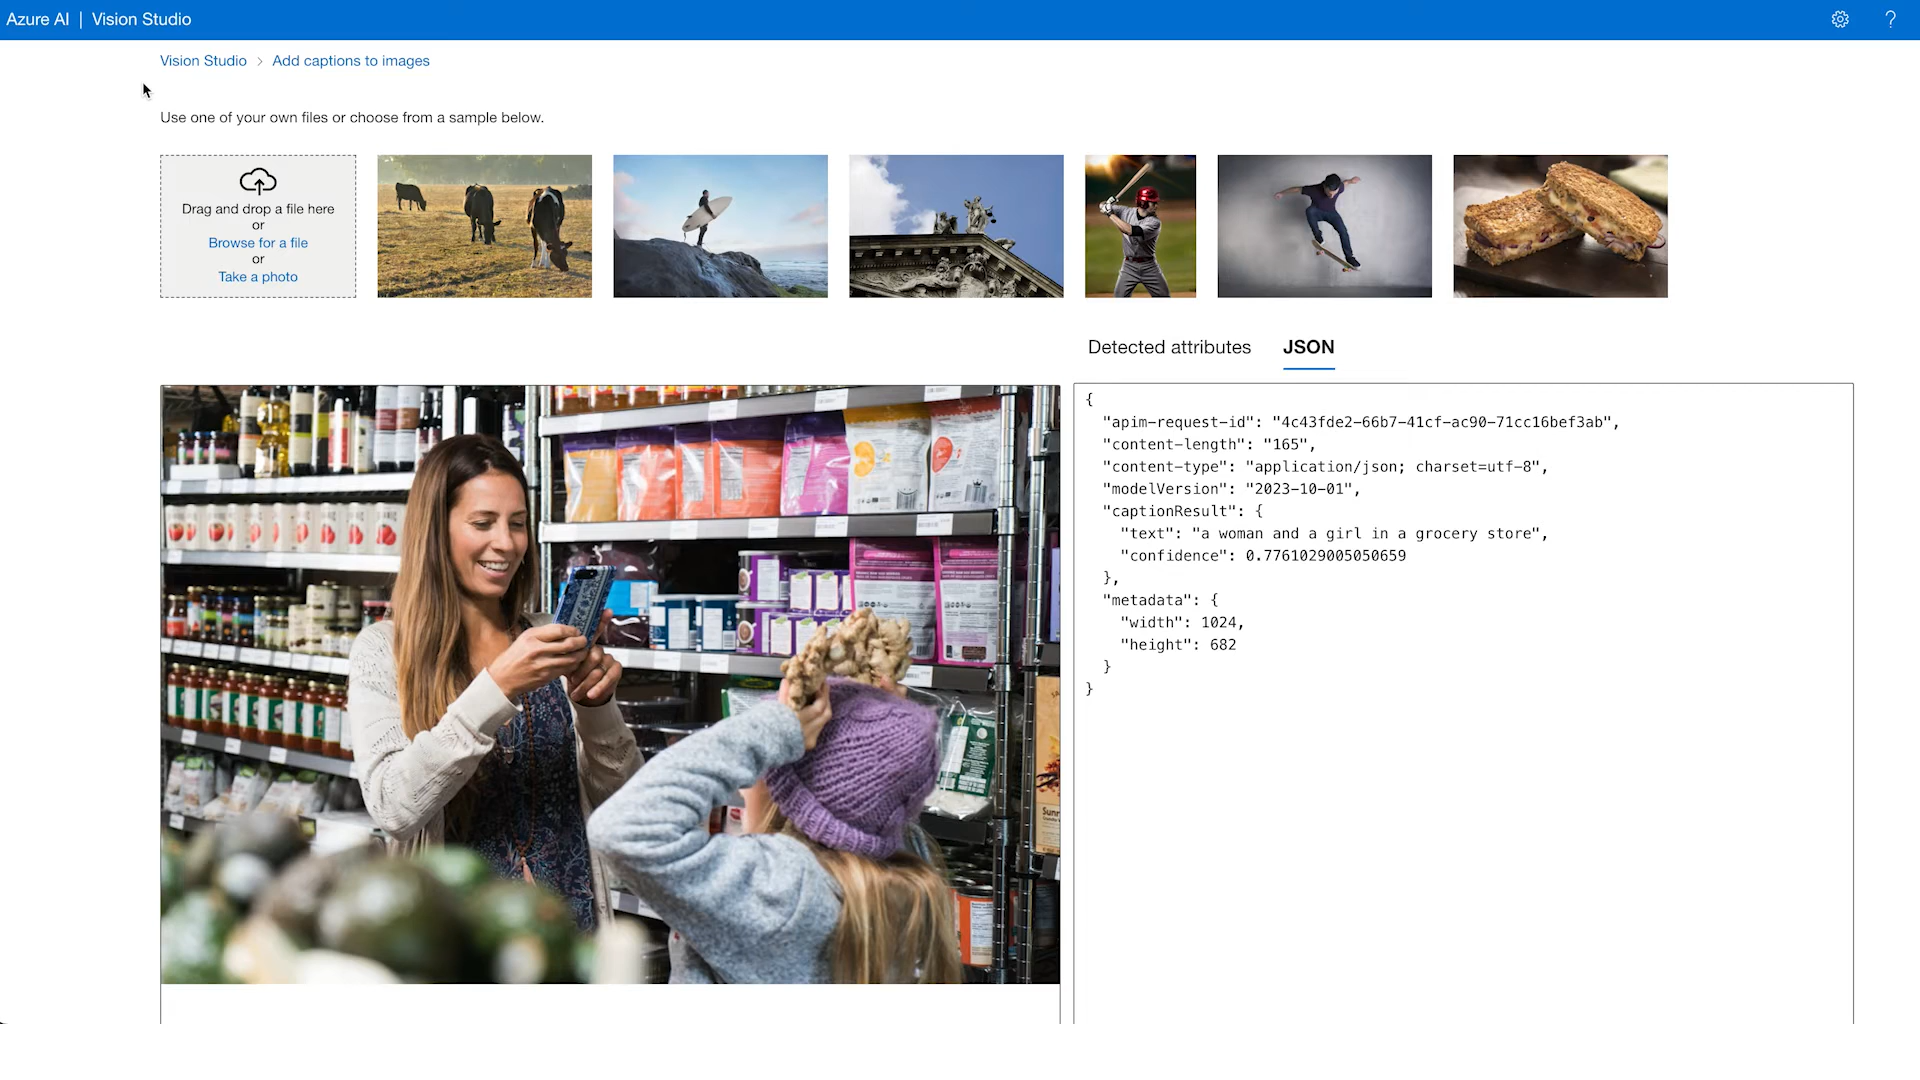 Azure AI | Vision Studio
Vision Studio > Add captions to images
Use one of your own files or choose from a sample below.
Drag and drop a file here
or
Browse for a file
or
Take a photo
Detected attributes JSON
{
"apim-request-id": "4c43fde2-66b7-41cf-ac90-71cc16bef3ab",
"content-length": "165",
"content-type": "application/json; charset=utf-8",
"modelVersion": "2023-10-01",
"captionResult": {
"text": "a woman and a girl in a grocery store",
"confidence": 0.7761029005050659
},
"metadata": {
"width": 1024,
"height": 682
}
}